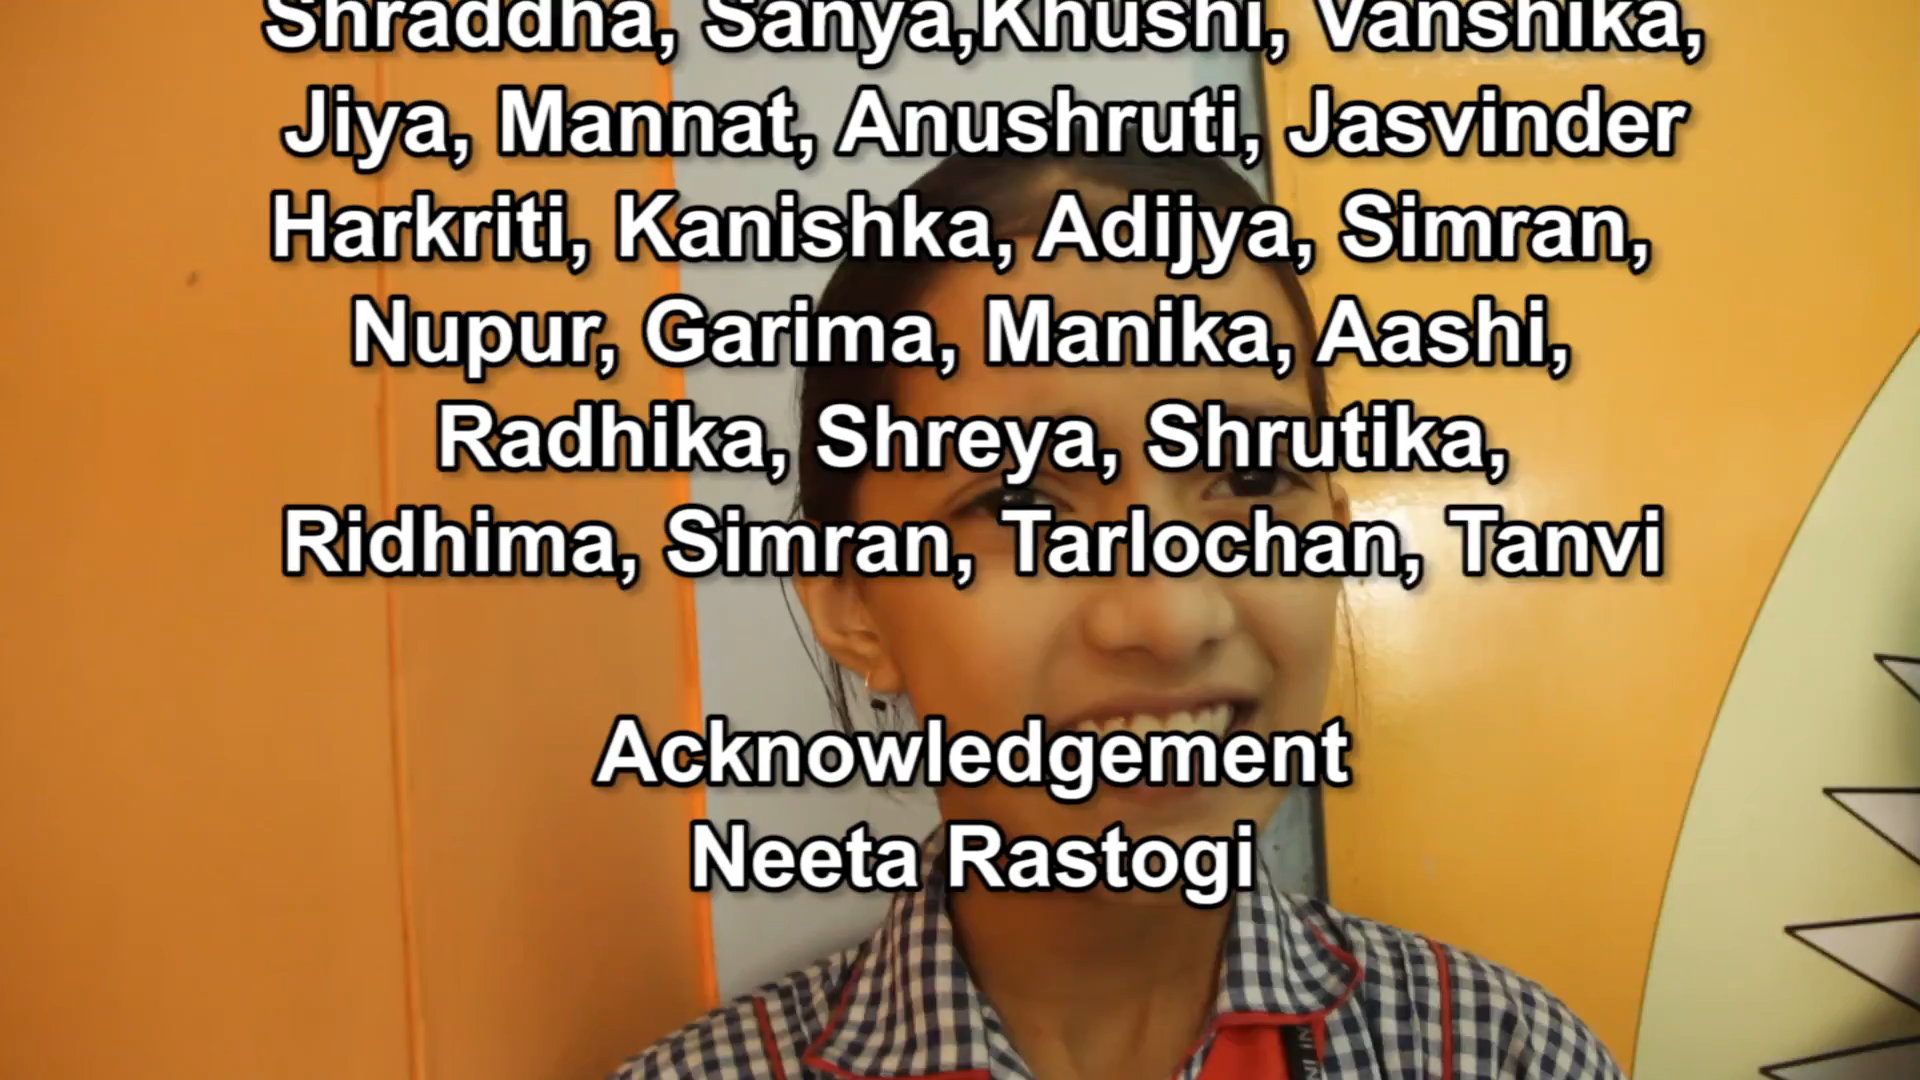 Shraddha, Sanya,Khushi, Vanshika,
Jiya, Mannat, Anushruti, Jasvinder
Harkriti, Kanishka, Adijya, Simran,
Nupur, Garima, Manika, Aashi,
Radhika, Shreya, Shrutika,
Ridhima, Simran, Tarlochan, Tanvi
Acknowledgement
Neeta Rastogi